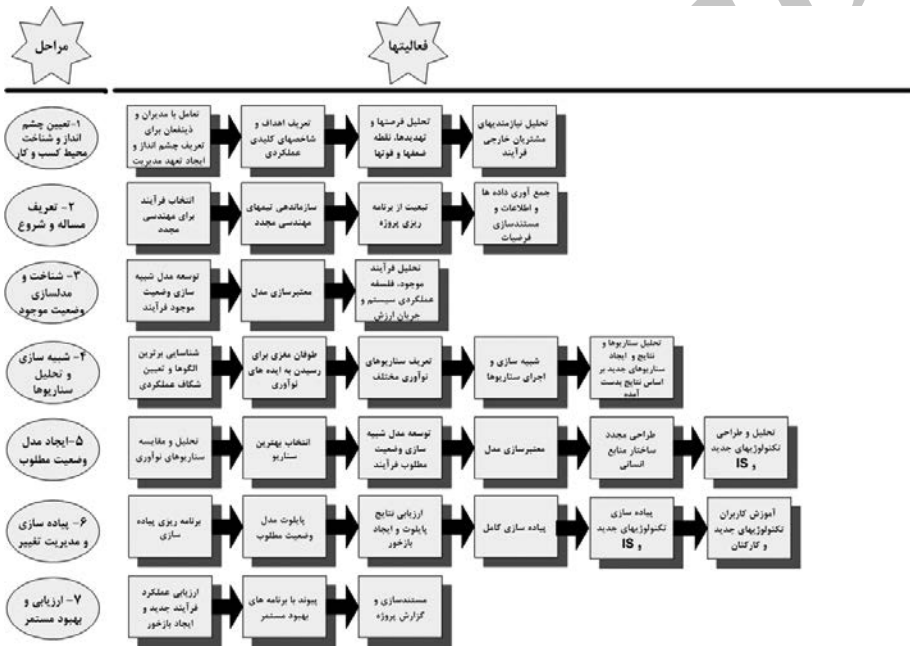 مراحل
فعالیتها
۱-تعیین چشم
انداز و شناخت
محیط کسب و کار
تعامل با مدیران و
ذینفعان برای
تعریف چشم انداز و
ایجاد تعهد مدیریت
تعریف اهداف و
شاخصهای کلیدی
عملکردی
تحلیل فرصتها و
تهدیدها، نقطه
ضعفها و قوتها
تحلیل نیازمندیهای
مشتریان خارجی
فرآیند
۲- تعریف
مساله و شروع
انتخاب فرآیند
برای مهندسی
مجدد
سازماندهی تیمهای
مهندسی مجدد
تبعیت از برنامه
ریزی پروژه
جمع آوری داده ها
و اطلاعات و
مستندسازی
فرضیات
۳- شناخت و
مدلسازی
وضعیت موجود
توسعه مدل شبیه
سازی وضعیت
موجود فرآیند
معتبرسازی مدل
تحلیل فرآیند
موجود، فلسفه
عملکردی سیستم و
جریان ارزش
۴- شبیه سازی
و تحلیل
سناریوها
شناسایی برترین
الگوها و تعیین
شکاف عملکردی
طوفان مغزی برای
رسیدن به ایده های
نوآوری
تعریف سناریوهای
نوآوری مختلف
شبیه سازی و
اجرای سناریوها
تحلیل سناریوها و
نتایج و ایجاد
سناریوهای جدید بر
اساس نتایج بدست
آمده
۵-ایجاد مدل
وضعیت مطلوب
تحلیل و مقایسه
سناریوهای نوآوری
انتخاب بهترین
سناریو
توسعه مدل شبیه
سازی وضعیت
مطلوب فرآیند
معتبرسازی مدل
طراحی مجدد
ساختار منابع
انسانی
تحلیل و طراحی
تکنولوژیهای جدید
و IS
۶- پیاده سازی
و مدیریت تغییر
برنامه ریزی پیاده
سازی
پایلوت مدل
وضعیت مطلوب
ارزیابی نتایج
پایلوت و ایجاد
بازخور
پیاده سازی کامل
پیاده سازی
تکنولوژیهای جدید
و IS
آموزش کاربران
تکنولوژیهای جدید
و کارکنان
۷- ارزیابی و
بهبود مستمر
ارزیابی عملکرد
فرآیند جدید و
ایجاد بازخور
پیوند با برنامه های
بهبود مستمر
مستندسازی و
گزارش پروژه